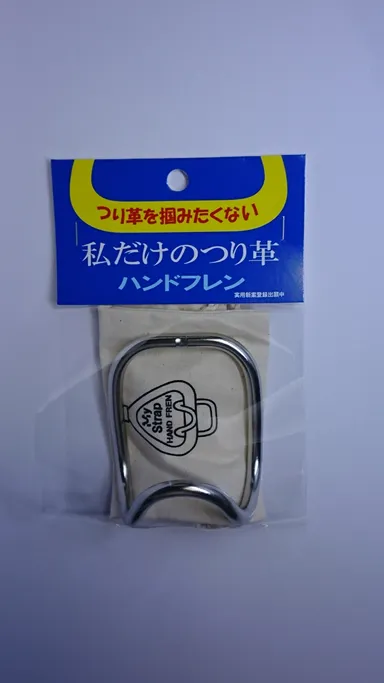 つり革を掴みたくない
私だけのつり革
ハンドフレン
実用新案登録出願中
My
Strap
HAND FREN